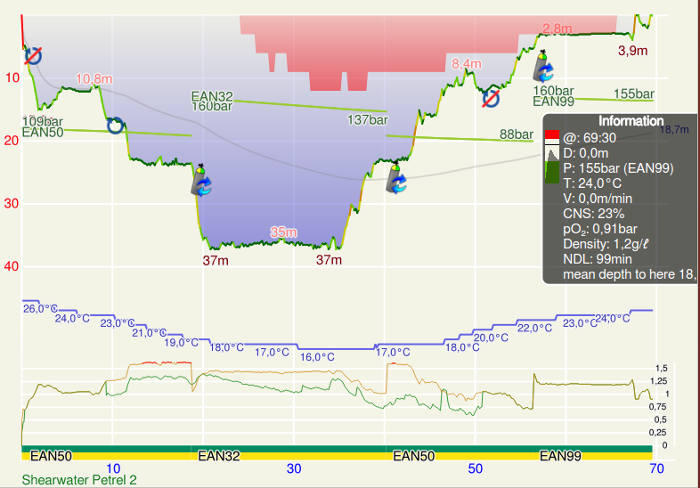 2,8m
3,9m
8,4m
10
10,8m
160bar
EAN99
155bar
EAN32
160bar
137bar
109bar
EAN50
88bar
20
30
40
35m
37m
37m
Information
@: 69:30
D: 0,0m
P: 155bar (EAN99)
T: 24,0°C
V: 0,0m/min
CNS: 23%
pO₂: 0,91bar
Density: 1,2g/ℓ
NDL: 99min
mean depth to here 18,
18,7m
26,0°C 24,0°C 23,0°C 21,0°C 19,0°C 18,0°C 17,0°C 16,0°C 17,0°C 18,0°C 20,0°C 22,0°C 23,0°C 24,0°C
1,5
1,25
1
0,75
0,5
0,25
0
EAN50 EAN32 EAN50 EAN99
10 30 50 70
Shearwater Petrel 2